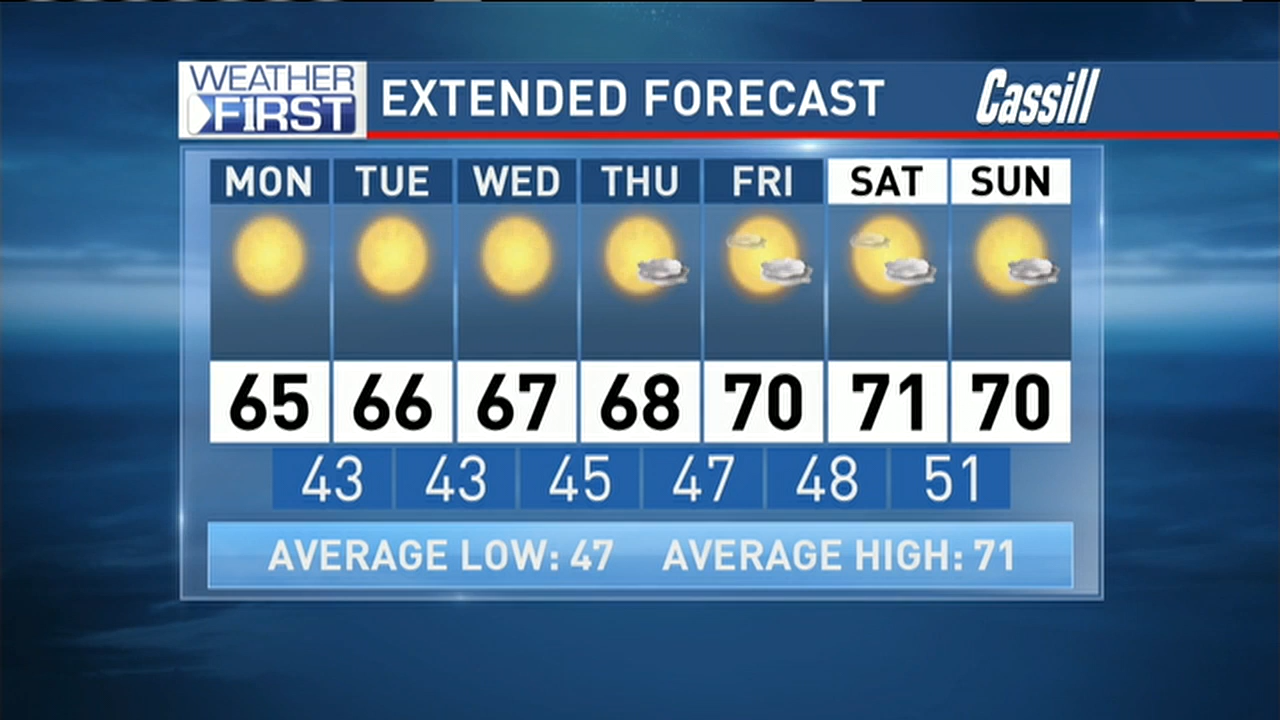 WEATHER
FIRST
EXTENDED FORECAST
Cassill
MON TUE WED THU FRI SAT SUN
65 66 67 68 70 71 70
43 43 45 47 48 51
AVERAGE LOW: 47 AVERAGE HIGH: 71